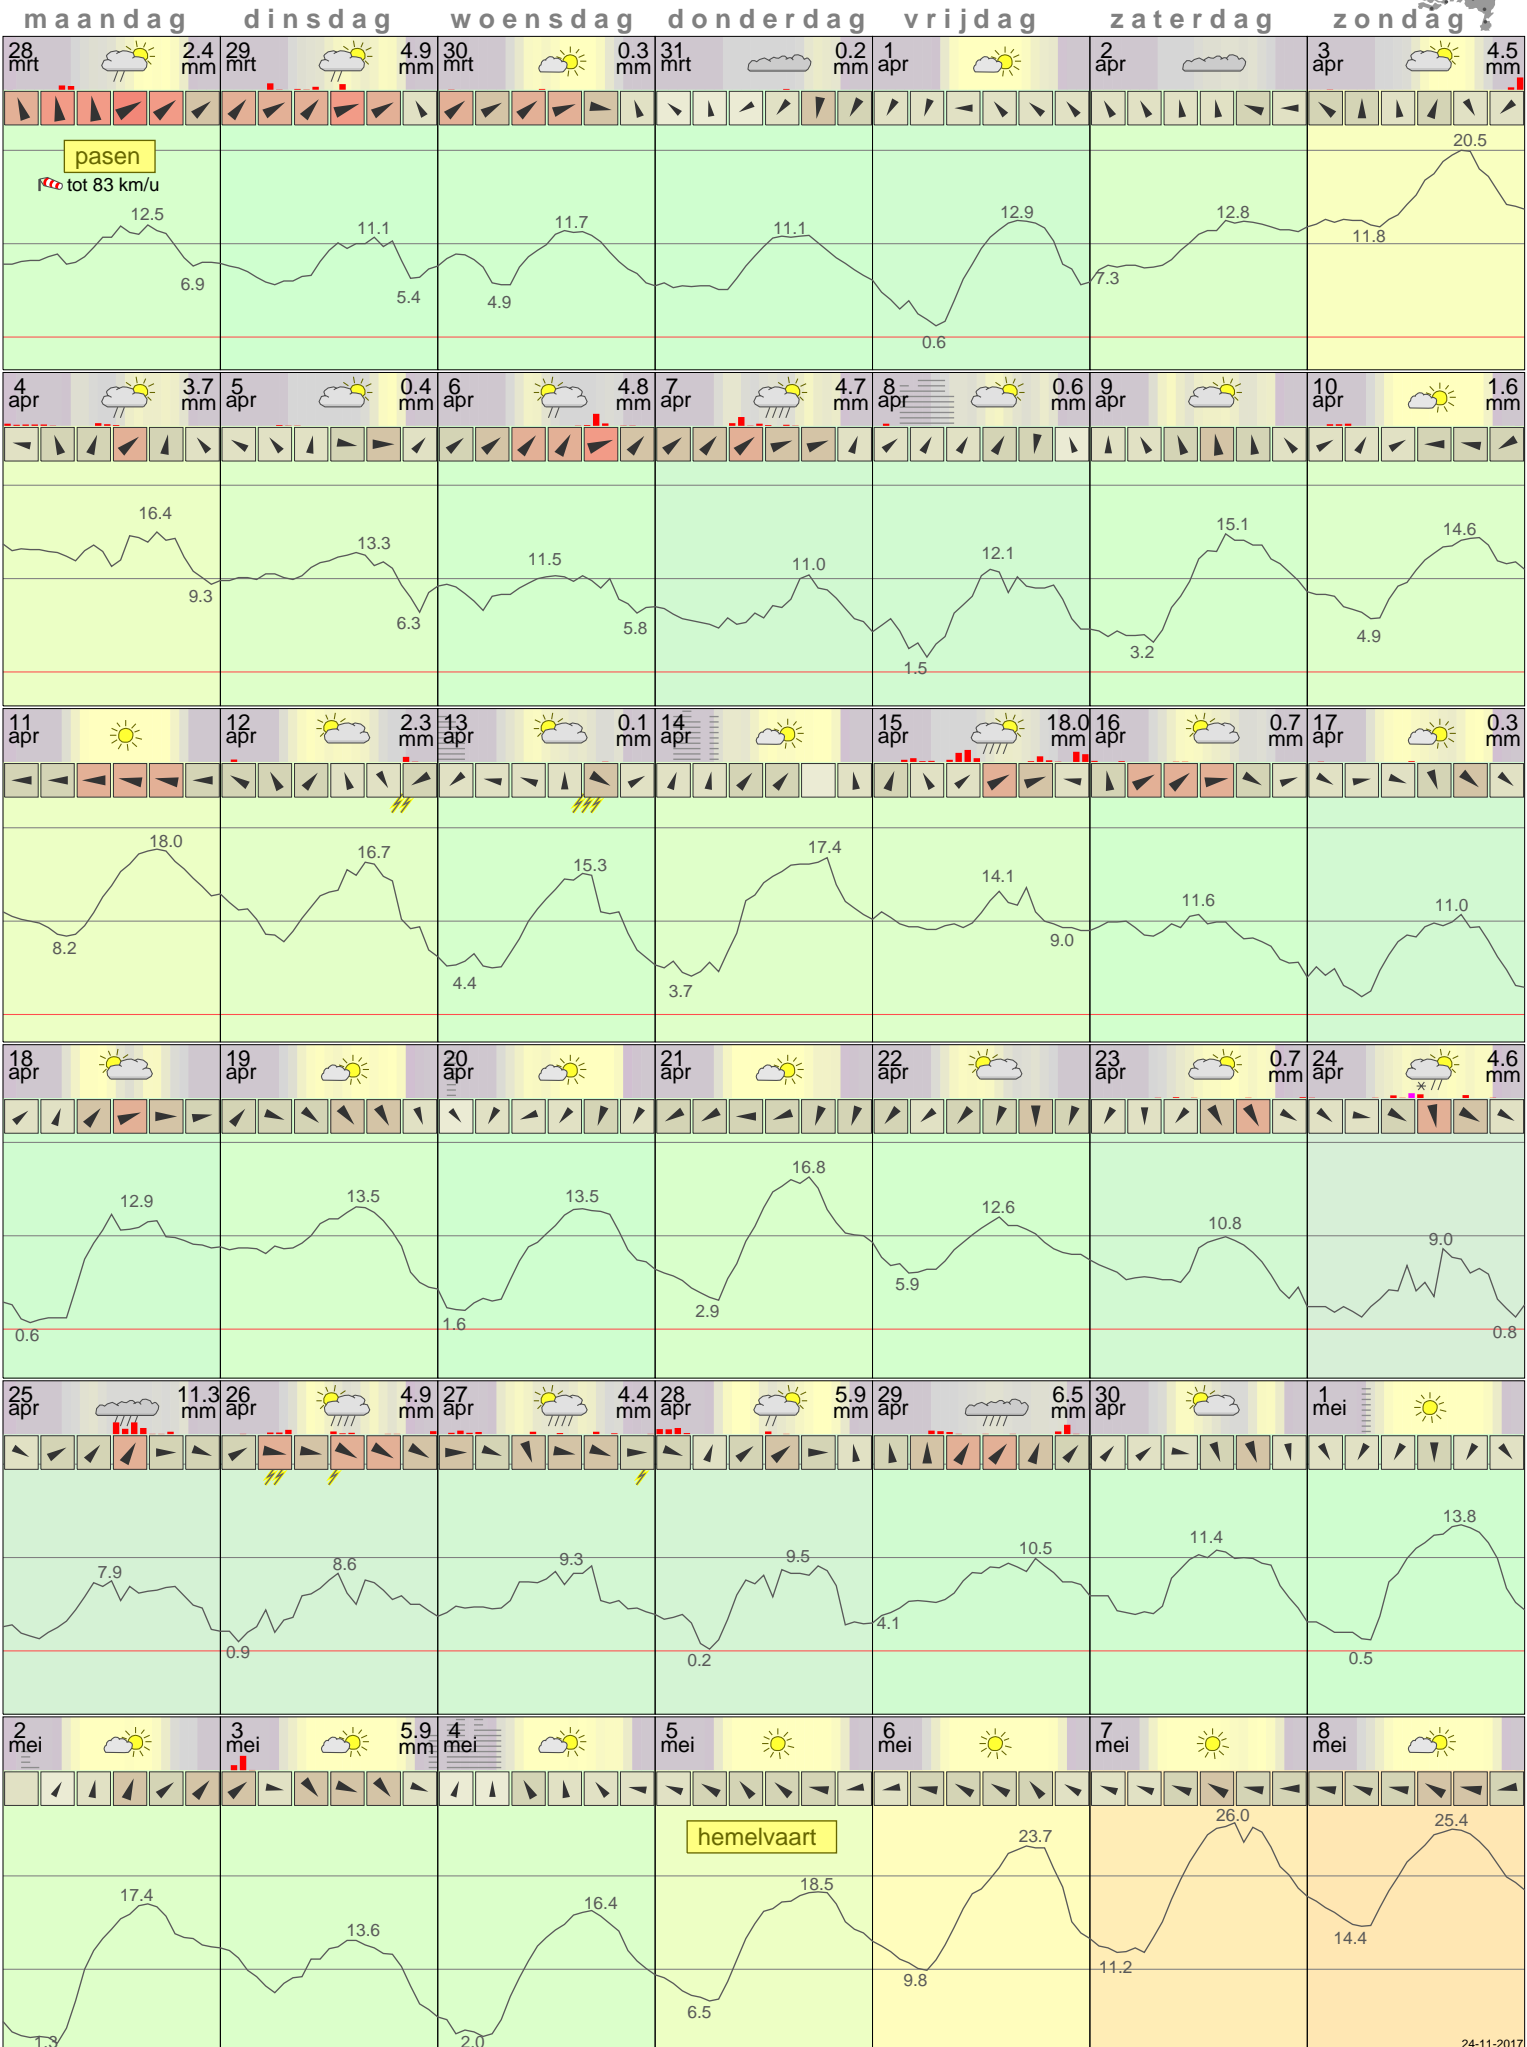 maandag dinsdag woensdag donderdag vrijdag zaterdag zondag
28 mrt 2.4 mm 29 mrt 4.9 mm 30 mrt 0.3 mm 31 mrt 0.2 mm 1 apr 2 apr 3 apr 4.5 mm
pasen
tot 83 km/u
12.5 6.9 11.1 5.4 4.9 11.7 11.1 0.6 12.9 7.3 12.8 11.8 20.5
4 apr 3.7 mm 5 apr 0.4 mm 6 apr 4.8 mm 7 apr 4.7 mm 8 apr 0.6 mm 9 apr 10 apr 1.6 mm
16.4 9.3 13.3 6.3 11.5 5.8 11.0 1.5 12.1 3.2 15.1 4.9 14.6
11 apr 12 apr 2.3 mm 13 apr 0.1 mm 14 apr 15 apr 18.0 mm 16 apr 0.7 mm 17 apr 0.3 mm
8.2 18.0 16.7 4.4 15.3 3.7 17.4 14.1 9.0 11.6 11.0
18 apr 19 apr 20 apr 21 apr 22 apr 23 apr 0.7 mm 24 apr 4.6 mm
0.6 12.9 13.5 1.6 13.5 2.9 16.8 5.9 12.6 10.8 9.0 0.8
25 apr 11.3 mm 26 apr 4.9 mm 27 apr 4.4 mm 28 apr 5.9 mm 29 apr 6.5 mm 30 apr 1 mei
7.9 0.9 8.6 9.3 0.2 9.5 4.1 10.5 11.4 0.5 13.8
2 mei 3 mei 5.9 mm 4 mei 5 mei 6 mei 7 mei 8 mei
hemelvaart
1.3 17.4 13.6 2.0 16.4 6.5 18.5 9.8 23.7 11.2 26.0 14.4 25.4
24-11-2017